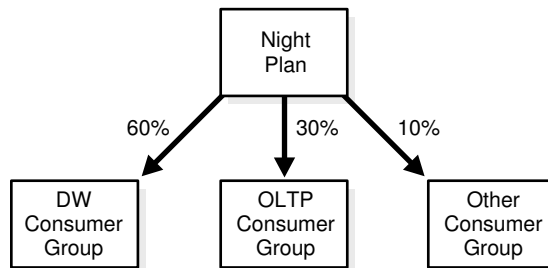 Night
Plan
60%
30%
10%
DW
Consumer
Group
OLTP
Consumer
Group
Other
Consumer
Group